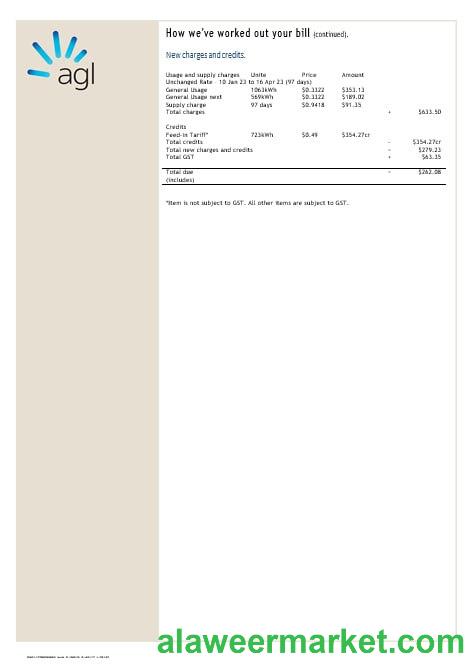 How we've worked out your bill (continued).
agl
New charges and credits.
Usage and supply charges Units Price Amount
Unchanged Rate - 10 Jan 23 to 16 Apr 23 (97 days)
General Usage 1063kWh $0.3322 $353.13
General Usage next 569kWh $0.3322 $189.02
Supply charge 97 days $0.9418 $91.35
Total charges + $633.50
Credits
Feed-in Tariff* 723kWh $0.49 $354.27cr
Total credits - $354.27cr
Total new charges and credits = $279.23
Total GST + $63.35
Total due = $262.08
(includes)
*Item is not subject to GST. All other items are subject to GST.
alaweermarket.com